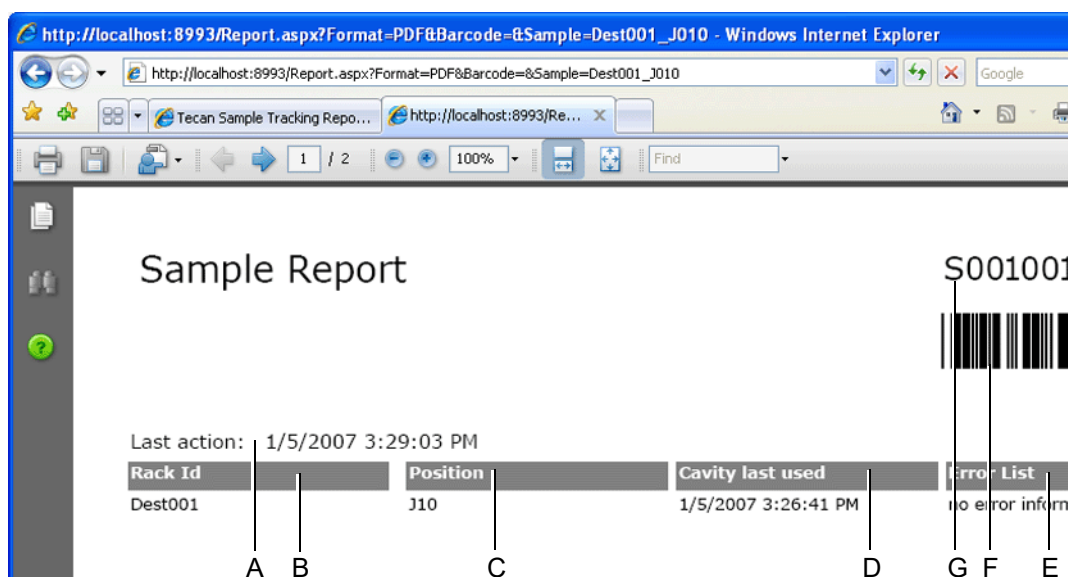 http://localhost:8993/Report.aspx?Format=PDF&Barcode=&Sample=Dest001_J010 - Windows Internet Explorer
http://localhost:8993/Report.aspx?Format=PDF&Barcode=&Sample=Dest001_J010
Google
Tecan Sample Tracking Repo...
http://localhost:8993/Re...
1 / 2
100%
Find
Sample Report
S001001
Last action: 1/5/2007 3:29:03 PM
Rack Id Position Cavity last used Error List
Dest001 J10 1/5/2007 3:26:41 PM no error inform
A B C D G F E